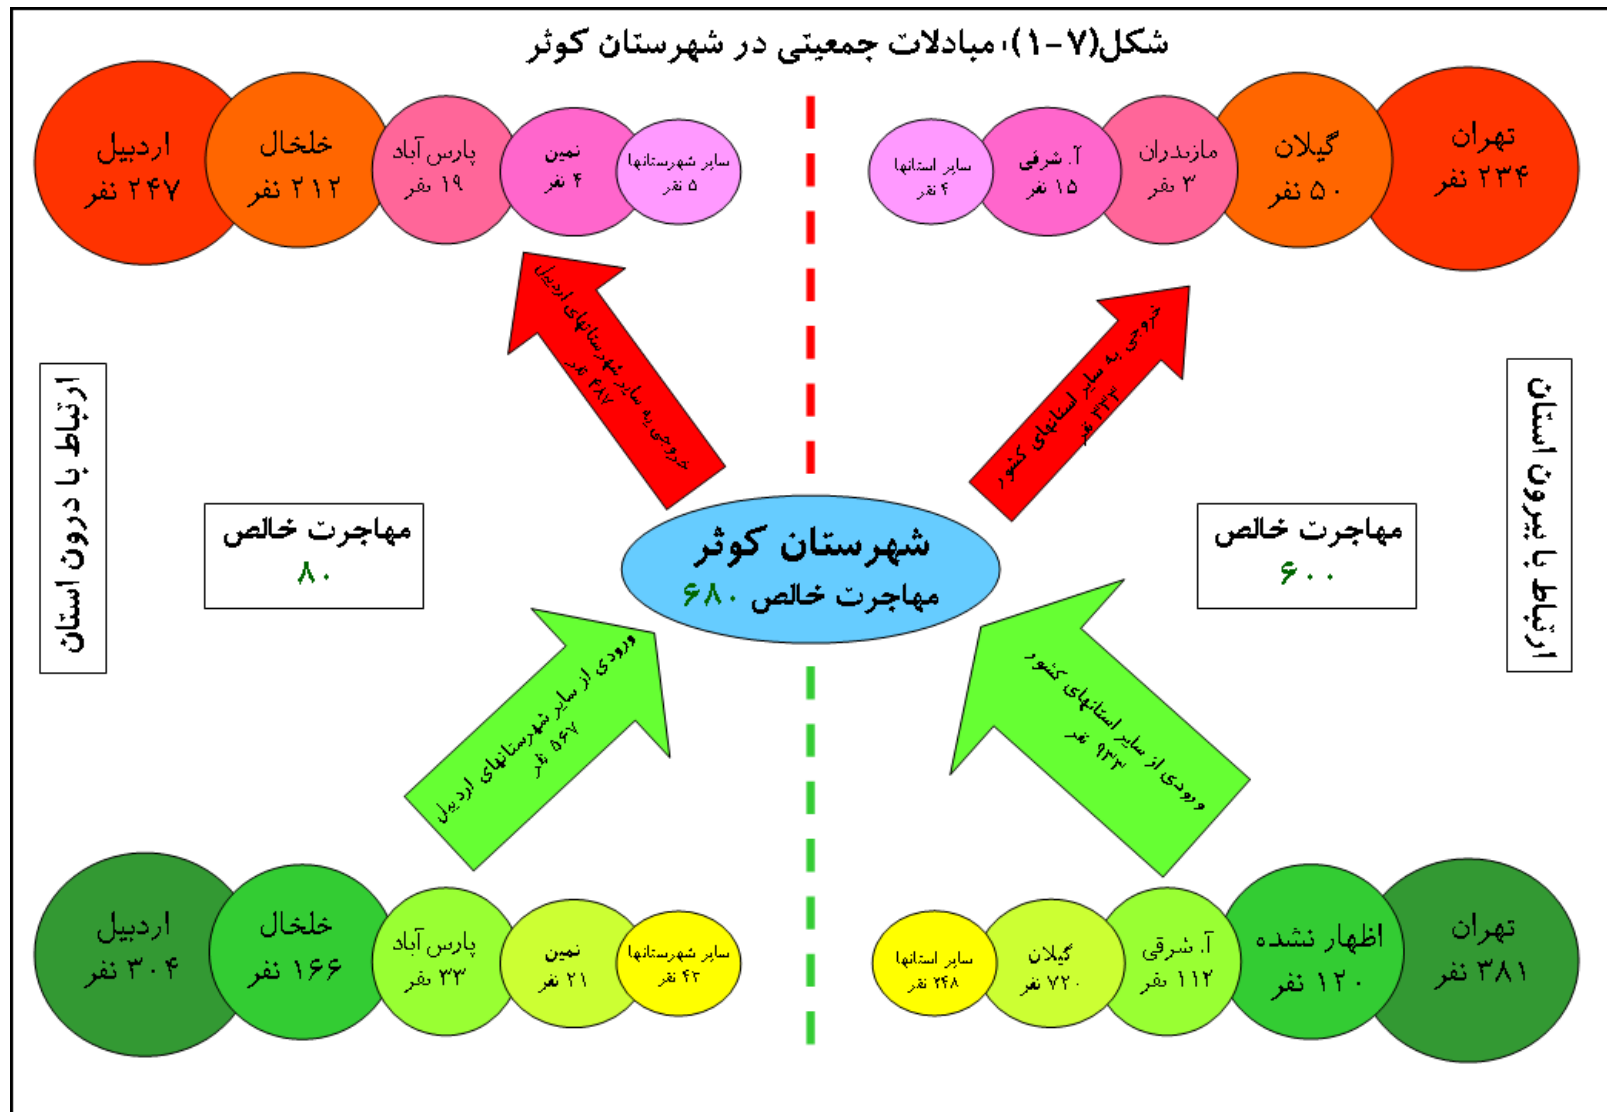 شکل(۷-۱): مبادلات جمعیتی در شهرستان کوثر
تهران
۲۳۴ نفر
گیلان
۵۰ نفر
مازندران
۳ نفر
آ. شرقی
۱۵ نفر
سایر استانها
۴ نفر
سایر شهرستانها
۵ نفر
نمین
۴ نفر
پارس آباد
۱۹ نفر
خلخال
۲۱۲ نفر
اردبیل
۲۴۷ نفر
خروجی به سایر استانهای کشور
۳۳۳ نفر
خروجی به سایر شهرستانهای اردبیل
۴۸۷ نفر
ارتباط با بیرون استان
مهاجرت خالص
۶۰۰
شهرستان کوثر
مهاجرت خالص ۶۸۰
مهاجرت خالص
۸۰
ارتباط با درون استان
ورودی از سایر استانهای کشور
۹۳۳ نفر
ورودی از سایر شهرستانهای اردبیل
۵۶۷ نفر
تهران
۳۸۱ نفر
اظهار نشده
۱۲۰ نفر
آ. شرقی
۱۱۲ نفر
گیلان
۷۲۰ نفر
سایر استانها
۲۴۸ نفر
سایر شهرستانها
۴۳ نفر
نمین
۲۱ نفر
پارس آباد
۳۳ نفر
خلخال
۱۶۶ نفر
اردبیل
۳۰۴ نفر